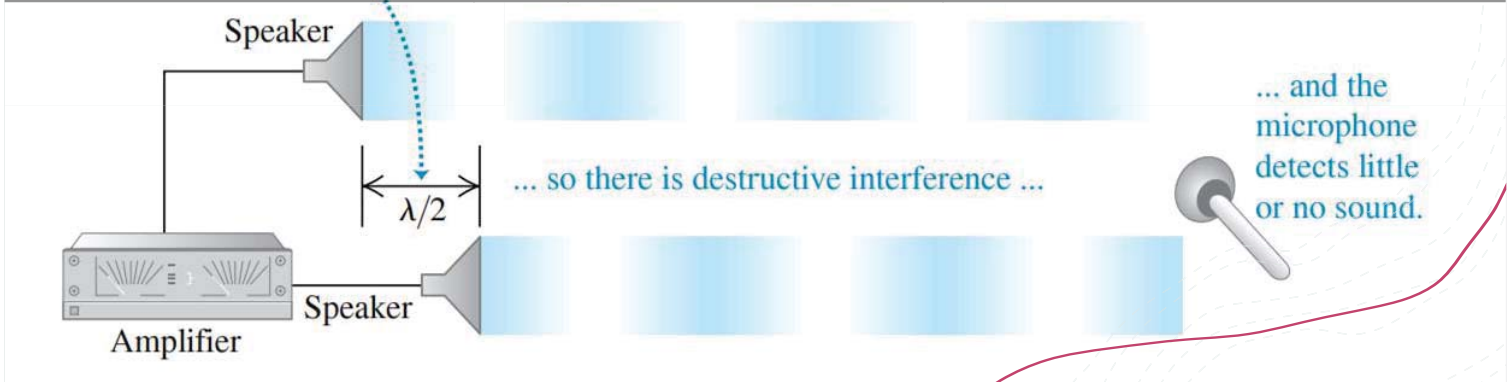 Speaker
... and the
microphone
detects little
or no sound.
... so there is destructive interference ...
λ/2
Speaker
Amplifier